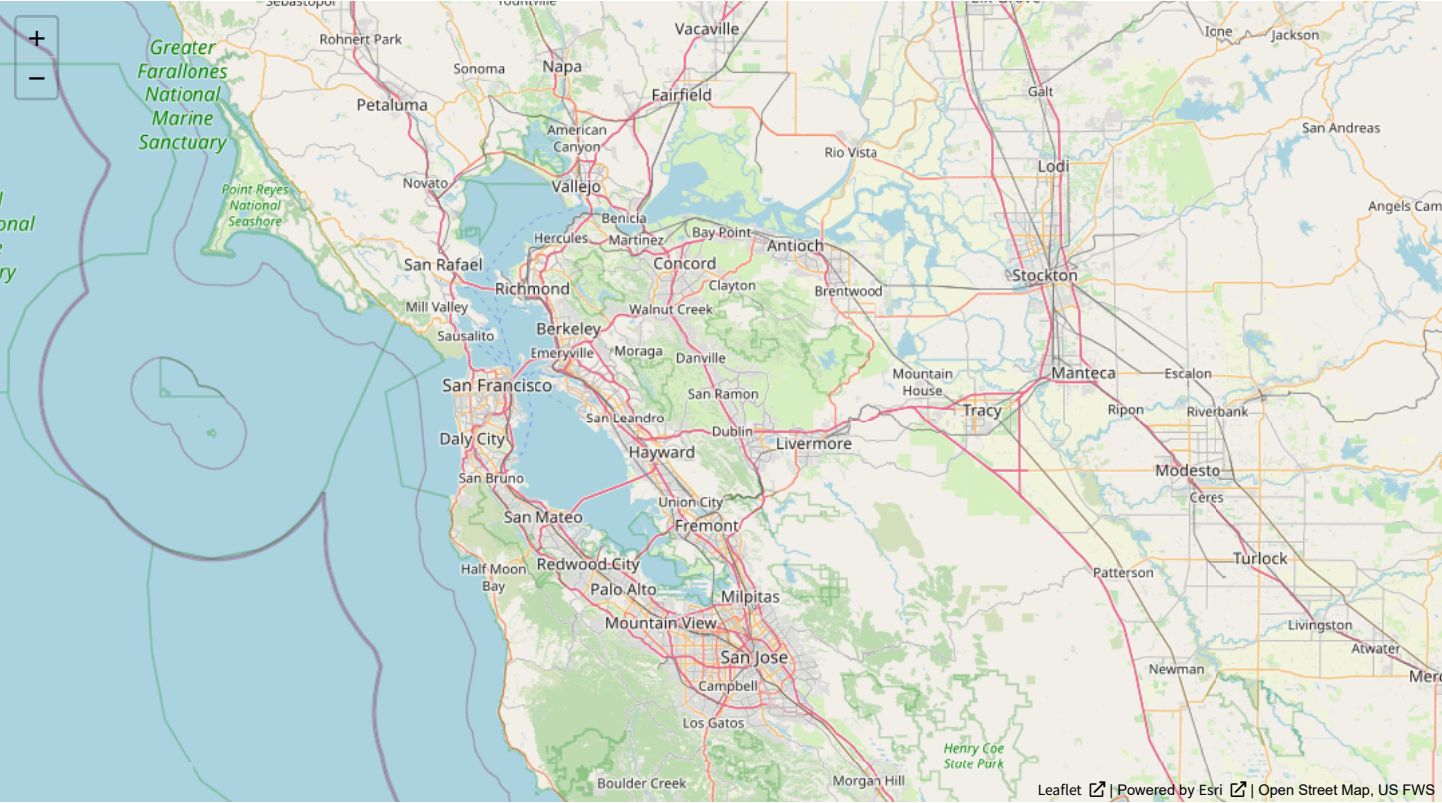 Sebastopol
Yountville
Elk Grove
+
Rohnert Park
Vacaville
Ione
Jackson
Greater
Farallones
National
Marine
Sanctuary
Sonoma
Napa
−
Petaluma
Fairfield
Galt
American
Canyon
San Andreas
Rio Vista
Lodi
Novato
Vallejo
Point Reyes
National
Seashore
Angels Cam
l
onal
e
ry
Benicia
Hercules
Martinez
Bay Point
Antioch
San Rafael
Concord
Stockton
Richmond
Clayton
Brentwood
Mill Valley
Walnut Creek
Sausalito
Berkeley
Emeryville
Moraga
Danville
San Francisco
San Ramon
Mountain
House
Manteca
Escalon
San Leandro
Tracy
Ripon
Riverbank
Daly City
Dublin
Livermore
Hayward
San Bruno
Modesto
Union City
Ceres
San Mateo
Fremont
Redwood City
Turlock
Half Moon
Bay
Palo Alto
Patterson
Milpitas
Mountain View
Livingston
San Jose
Atwater
Newman
Merc
Campbell
Los Gatos
Henry Coe
State Park
Boulder Creek
Morgan Hill
Leaflet | Powered by Esri | Open Street Map, US FWS